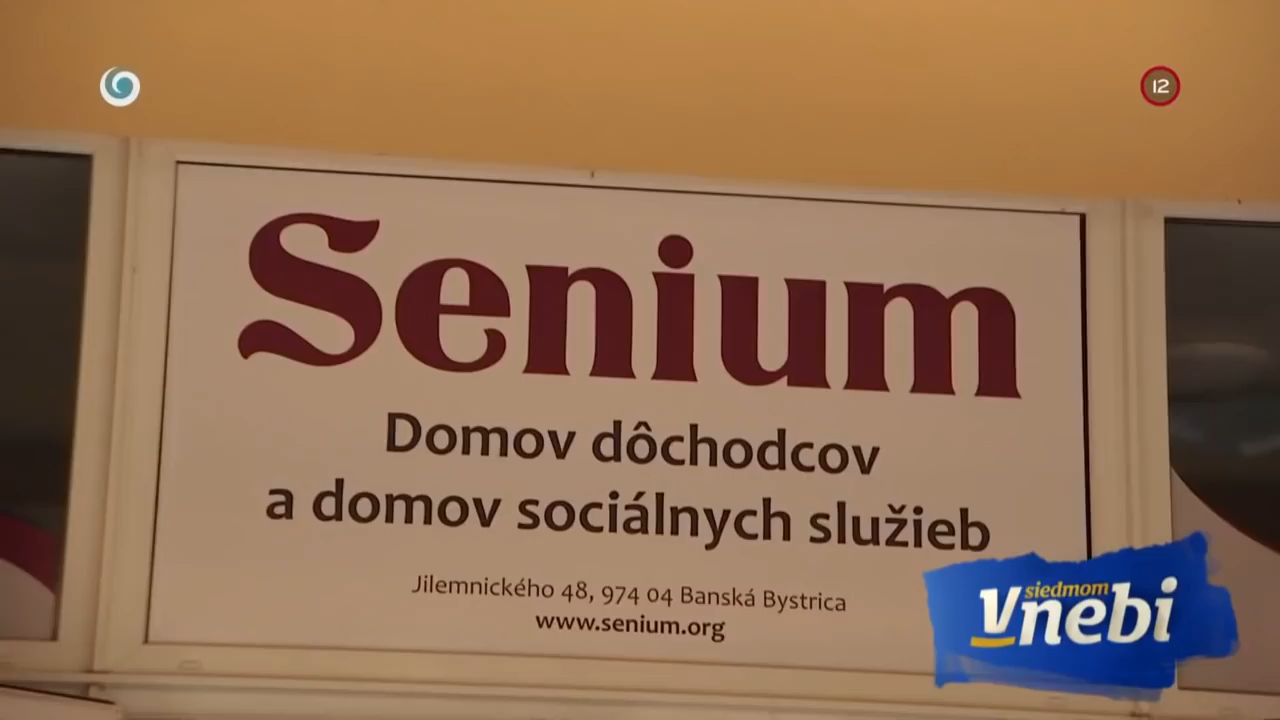 12
Senium
Domov dôchodcov
a domov sociálnych služieb
Jilemnického 48, 974 04 Banská Bystrica
www.senium.org
V siedmom nebi